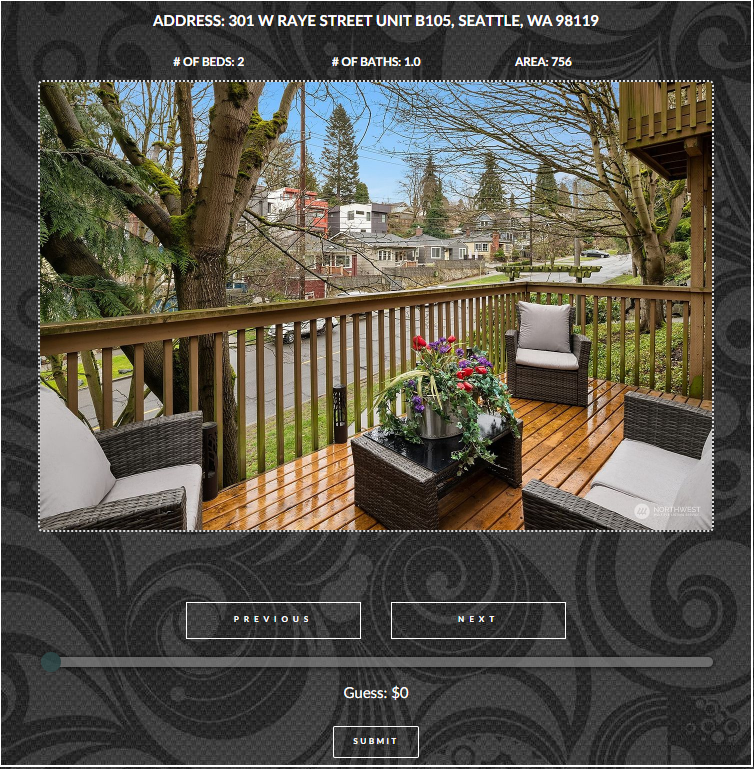 ADDRESS: 301 W RAYE STREET UNIT B105, SEATTLE, WA 98119
# OF BEDS: 2 # OF BATHS: 1.0 AREA: 756
NORTHWEST
PREVIOUS NEXT
Guess: $0
SUBMIT